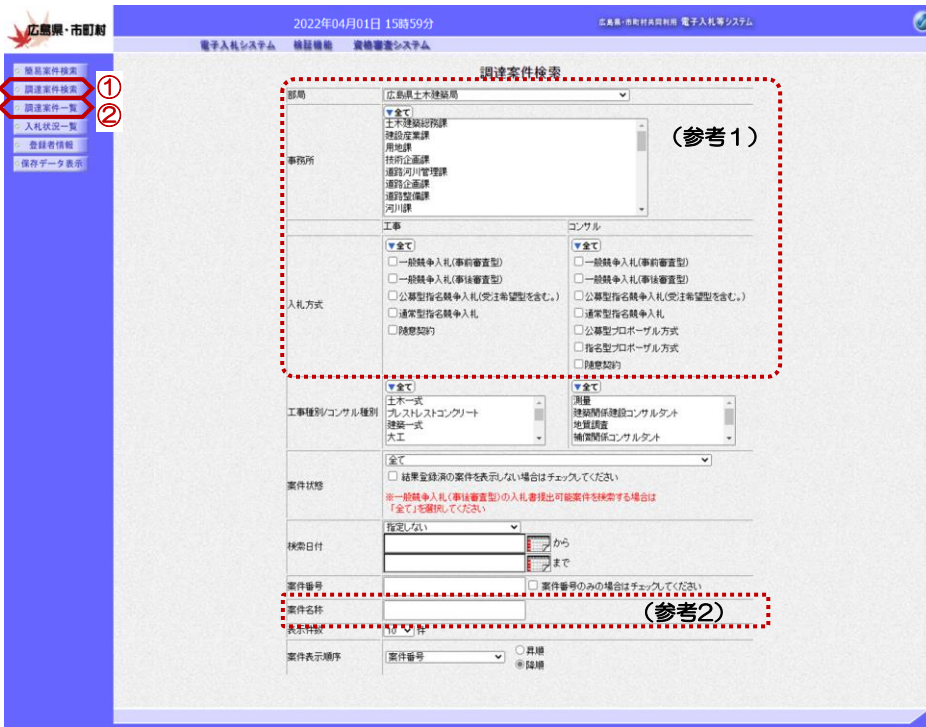 広島県・市町村
2022年04月01日 15時59分
広島県・市町村共同利用 電子入札等システム
電子入札システム 検証機能 資格審査システム
簡易案件検索
調達案件検索
①
調達案件一覧
②
入札状況一覧
登録者情報
保存データ表示
調達案件検索
部局 広島県土木建築局
事務所
▼全て
土木建築総務課
建設産業課
用地課
技術企画課
道路河川管理課
道路企画課
道路整備課
河川課
(参考1)
入札方式
工事 コンサル
▼全て ▼全て
一般競争入札(事前審査型) 一般競争入札(事前審査型)
一般競争入札(事後審査型) 一般競争入札(事後審査型)
公募型指名競争入札(受注希望型を含む。) 公募型指名競争入札(受注希望型を含む。)
通常型指名競争入札 通常型指名競争入札
随意契約 公募型プロポーザル方式
指名型プロポーザル方式
随意契約
工事種別/コンサル種別
▼全て ▼全て
土木一式 測量
プレストレストコンクリート 建築関係建設コンサルタント
建築一式 地質調査
大工 補償関係コンサルタント
案件状態
全て
結果登録済の案件を表示しない場合はチェックしてください
※一般競争入札(事後審査型)の入札書提出可能案件を検索する場合は
「全て」を選択してください
検索日付
指定しない
から
まで
案件番号 案件番号のみの場合はチェックしてください
案件名称
(参考2)
表示件数 10 件
案件表示順序 案件番号
昇順
降順